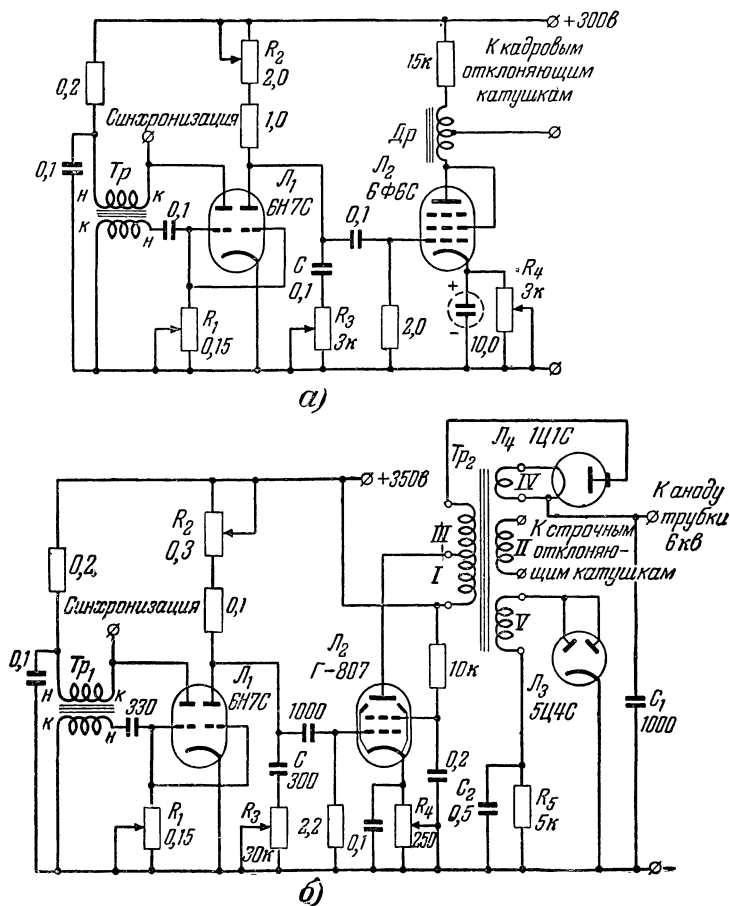 +300в
R₂
2,0
15к
К кадровым
отклоняющим
катушкам
0,2
Синхронизация
1,0
Др
0,1
Тр
Л₁
6Н7С
Л₂
6Ф6С
н
к
к
н
0,1
0,1
С
0,1
R₄
3к
+
-
10,0
R₁
0,15
R₃
3к
2,0
а)
Л₄ 1Ц1С
Тр₂
+350в
IV
К аноду
трубки
6кв
R₂
0,3
III
I
II
К строчным
отклоняю-
щим катушкам
0,2
Синхронизация
0,1
V
0,1
Тр₁
Л₁
6Н7С
Л₂
Г-807
10к
Л₃
5Ц4С
н
к
к
н
330
1000
С₁
1000
С
300
0,2
С₂
0,5
R₅
5к
R₁
0,15
R₃
30к
2,2
0,1
R₄
250
-
б)